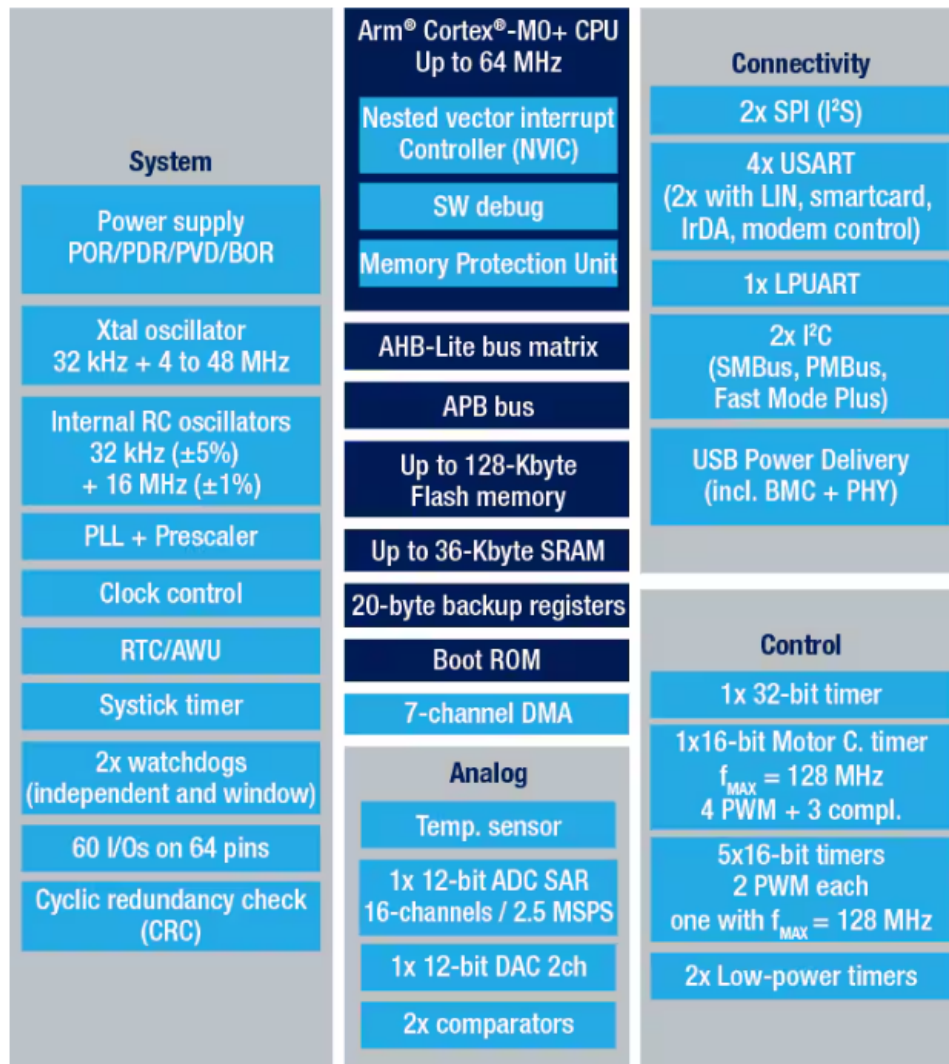 System
Power supply
POR/PDR/PVD/BOR
Xtal oscillator
32 kHz + 4 to 48 MHz
Internal RC oscillators
32 kHz (±5%)
+ 16 MHz (±1%)
PLL + Prescaler
Clock control
RTC/AWU
Systick timer
2x watchdogs
(independent and window)
60 I/Os on 64 pins
Cyclic redundancy check
(CRC)
Arm® Cortex®-M0+ CPU
Up to 64 MHz
Nested vector interrupt
Controller (NVIC)
SW debug
Memory Protection Unit
AHB-Lite bus matrix
APB bus
Up to 128-Kbyte
Flash memory
Up to 36-Kbyte SRAM
20-byte backup registers
Boot ROM
7-channel DMA
Analog
Temp. sensor
1x 12-bit ADC SAR
16-channels / 2.5 MSPS
1x 12-bit DAC 2ch
2x comparators
Connectivity
2x SPI (I²S)
4x USART
(2x with LIN, smartcard,
IrDA, modem control)
1x LPUART
2x I²C
(SMBus, PMBus,
Fast Mode Plus)
USB Power Delivery
(incl. BMC + PHY)
Control
1x 32-bit timer
1x16-bit Motor C. timer
fMAX = 128 MHz
4 PWM + 3 compl.
5x16-bit timers
2 PWM each
one with fMAX = 128 MHz
2x Low-power timers